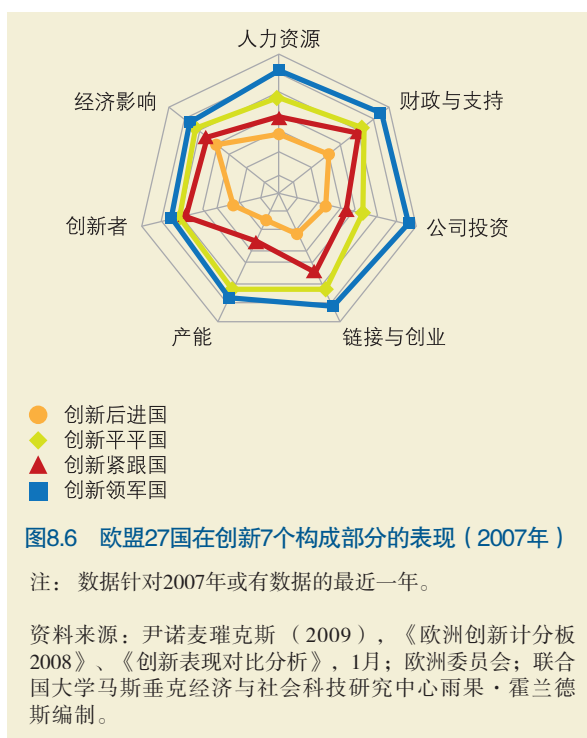 人力资源
经济影响
财政与支持
创新者
公司投资
产能
链接与创业
创新后进国
创新平平国
创新紧跟国
创新领军国
图8.6 欧盟27国在创新7个构成部分的表现（2007年）
注： 数据针对2007年或有数据的最近一年。
资料来源：尹诺麦璀克斯 （2009），《欧洲创新计分板
2008》、《创新表现对比分析》，1月；欧洲委员会；联合
国大学马斯垂克经济与社会科技研究中心雨果·霍兰德
斯编制。